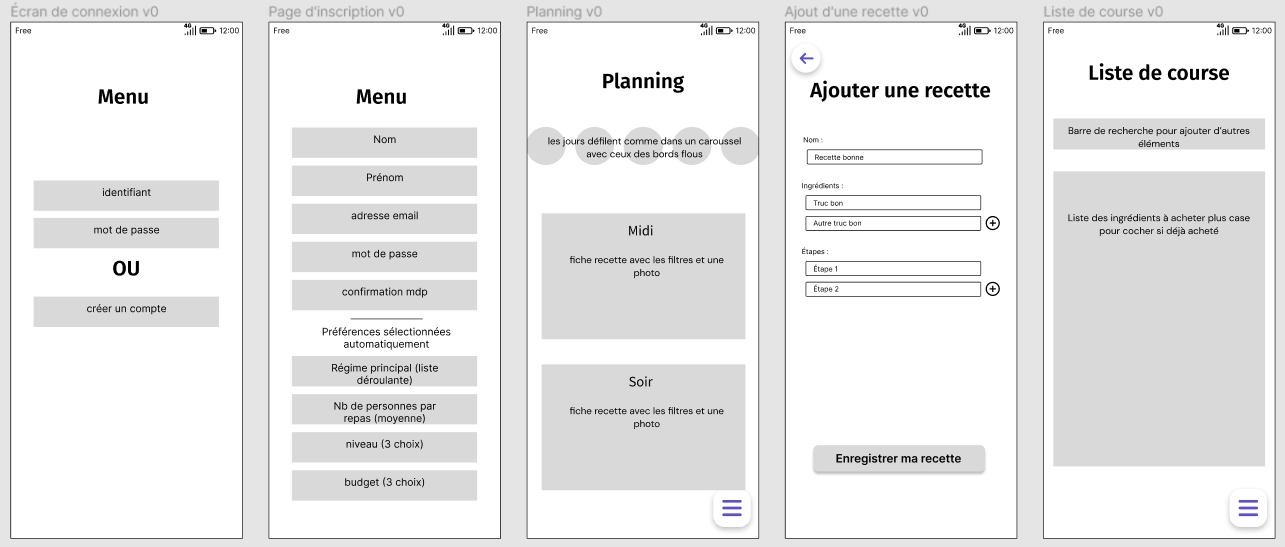 Écran de connexion v0
Free
4G
12:00
Menu
identifiant
mot de passe
OU
créer un compte
Page d'inscription v0
Free
4G
12:00
Menu
Nom
Prénom
adresse email
mot de passe
confirmation mdp
Préférences sélectionnées
automatiquement
Régime principal (liste
déroulante)
Nb de personnes par
repas (moyenne)
niveau (3 choix)
budget (3 choix)
Planning v0
Free
4G
12:00
Planning
les jours défilent comme dans un caroussel
avec ceux des bords flous
Midi
fiche recette avec les filtres et une
photo
Soir
fiche recette avec les filtres et une
photo
Ajout d'une recette v0
Free
4G
12:00
Ajouter une recette
Nom :
Recette bonne
Ingrédients :
Truc bon
Autre truc bon
Étapes :
Étape 1
Étape 2
Enregistrer ma recette
Liste de course v0
Free
4G
12:00
Liste de course
Barre de recherche pour ajouter d'autres
éléments
Liste des ingrédients à acheter plus case
pour cocher si déjà acheté